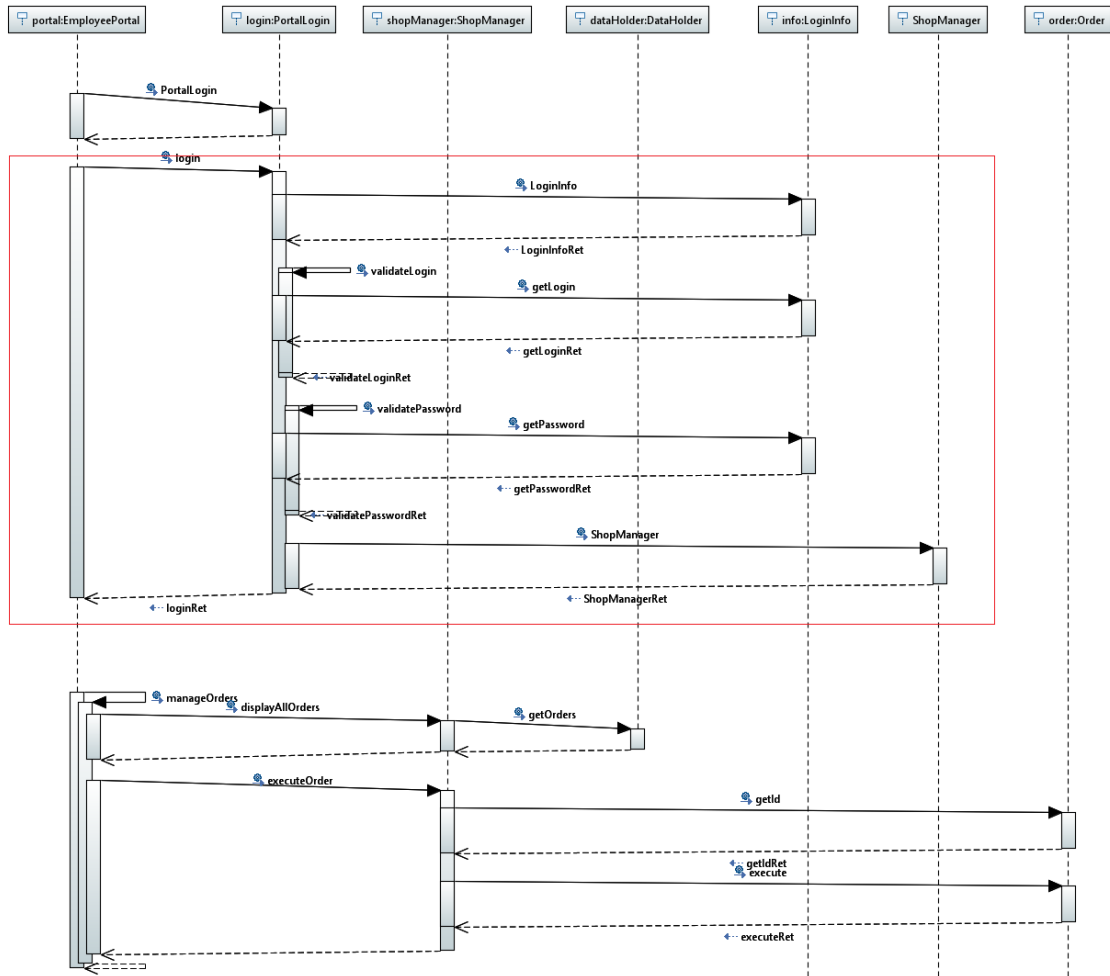 portal:EmployeePortal
login:PortalLogin
shopManager:ShopManager
dataHolder:DataHolder
info:LoginInfo
ShopManager
order:Order
PortalLogin
login
LoginInfo
LoginInfoRet
validateLogin
getLogin
getLoginRet
validateLoginRet
validatePassword
getPassword
getPasswordRet
validatePasswordRet
ShopManager
ShopManagerRet
loginRet
manageOrders
displayAllOrders
getOrders
executeOrder
getId
getIdRet
execute
executeRet